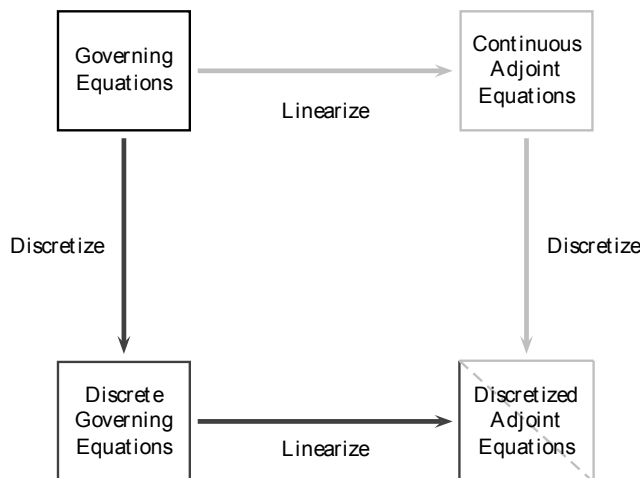 Governing
Equations
Continuous
Adjoint
Equations
Linearize
Discretize
Discretize
Discrete
Governing
Equations
Discretized
Adjoint
Equations
Linearize